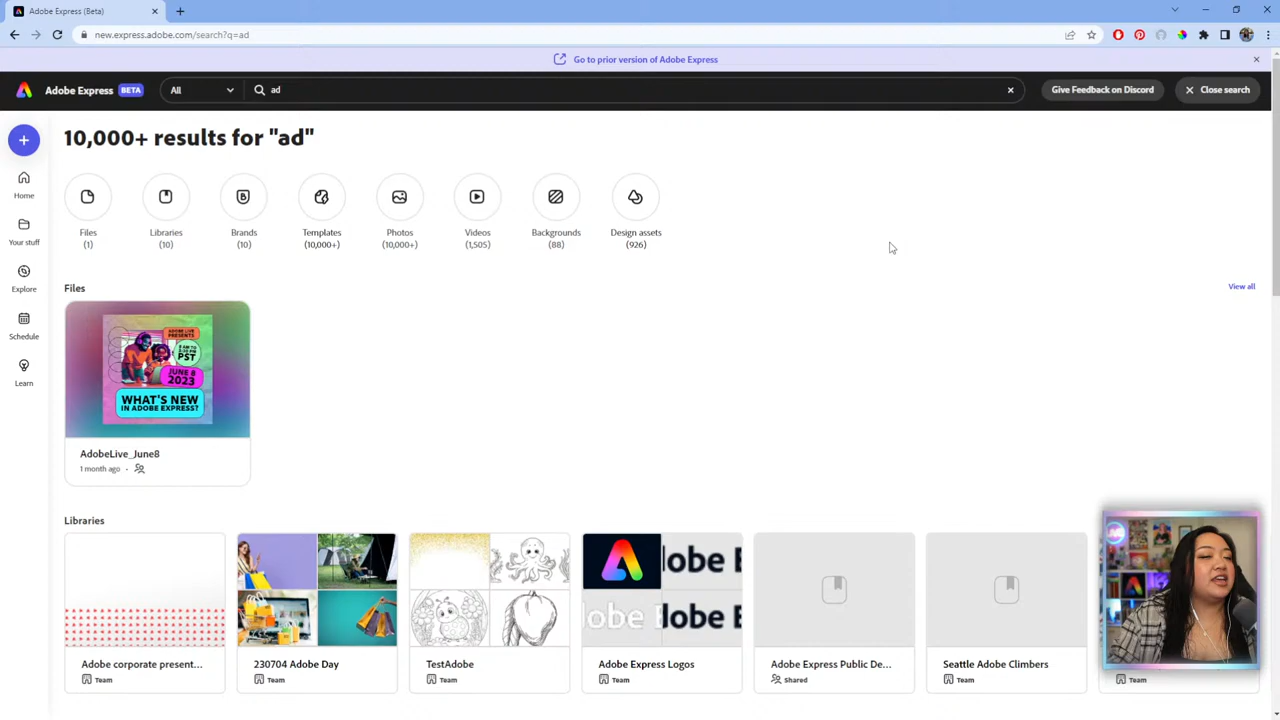 Adobe Express (Beta)
new.express.adobe.com/search?q=ad
Go to prior version of Adobe Express
Adobe Express BETA
All
ad
Give Feedback on Discord
Close search
10,000+ results for "ad"
Home
Your stuff
Explore
Schedule
Learn
Files
(1)
Libraries
(10)
Brands
(10)
Templates
(10,000+)
Photos
(10,000+)
Videos
(1,505)
Backgrounds
(88)
Design assets
(926)
Files
View all
ADOBE LIVE
PRESENTS
PST
JUNE 8
2023
WHAT'S NEW
IN ADOBE EXPRESS?
AdobeLive_June8
1 month ago
Libraries
dobe E
dobe E
dobe E
Adobe corporate present...
Team
230704 Adobe Day
Team
TestAdobe
Team
Adobe Express Logos
Team
Adobe Express Public De...
Shared
Seattle Adobe Climbers
Team
Team